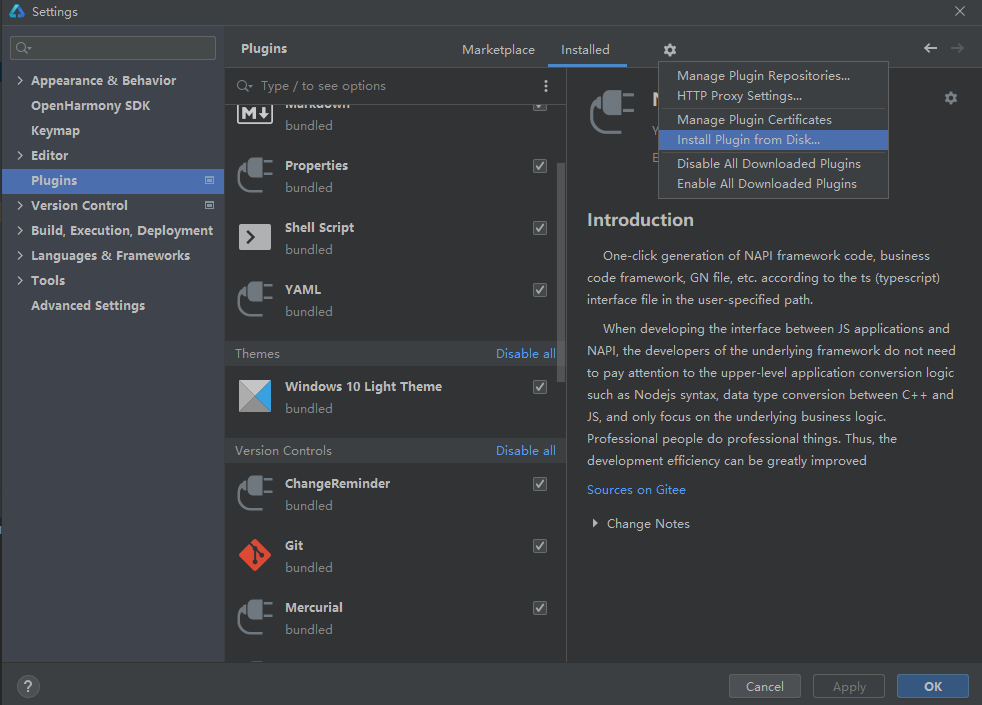 Settings
Appearance & Behavior
OpenHarmony SDK
Keymap
Editor
Plugins
Version Control
Build, Execution, Deployment
Languages & Frameworks
Tools
Advanced Settings
Plugins
Marketplace
Installed
Type / to see options
Markdown
bundled
Properties
bundled
Shell Script
bundled
YAML
bundled
Themes
Disable all
Windows 10 Light Theme
bundled
Version Controls
Disable all
ChangeReminder
bundled
Git
bundled
Mercurial
bundled
Manage Plugin Repositories...
HTTP Proxy Settings...
Manage Plugin Certificates
Install Plugin from Disk...
Disable All Downloaded Plugins
Enable All Downloaded Plugins
Introduction
One-click generation of NAPI framework code, business
code framework, GN file, etc. according to the ts (typescript)
interface file in the user-specified path.
When developing the interface between JS applications and
NAPI, the developers of the underlying framework do not need
to pay attention to the upper-level application conversion logic
such as Nodejs syntax, data type conversion between C++ and
JS, and only focus on the underlying business logic.
Professional people do professional things. Thus, the
development efficiency can be greatly improved
Sources on Gitee
Change Notes
?
Cancel
Apply
OK